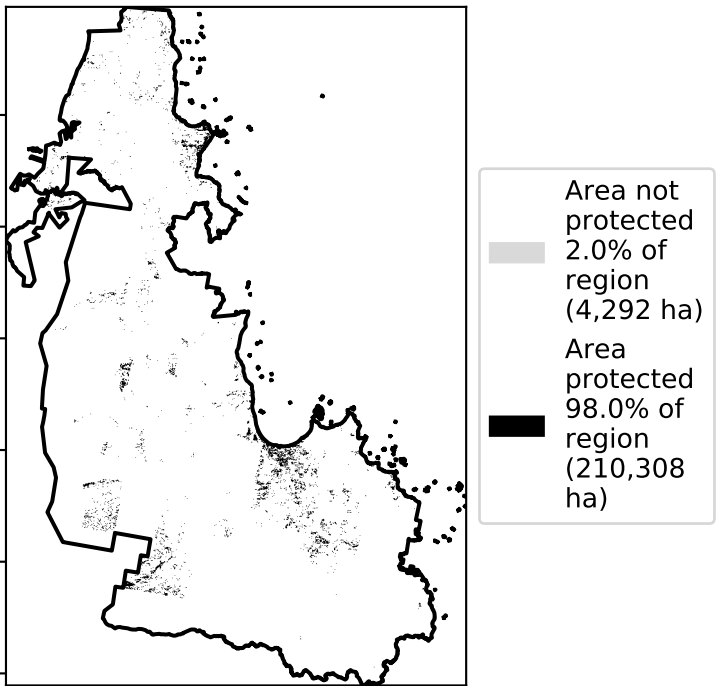 Area not
protected
2.0% of
region
(4,292 ha)
Area
protected
98.0% of
region
(210,308
ha)